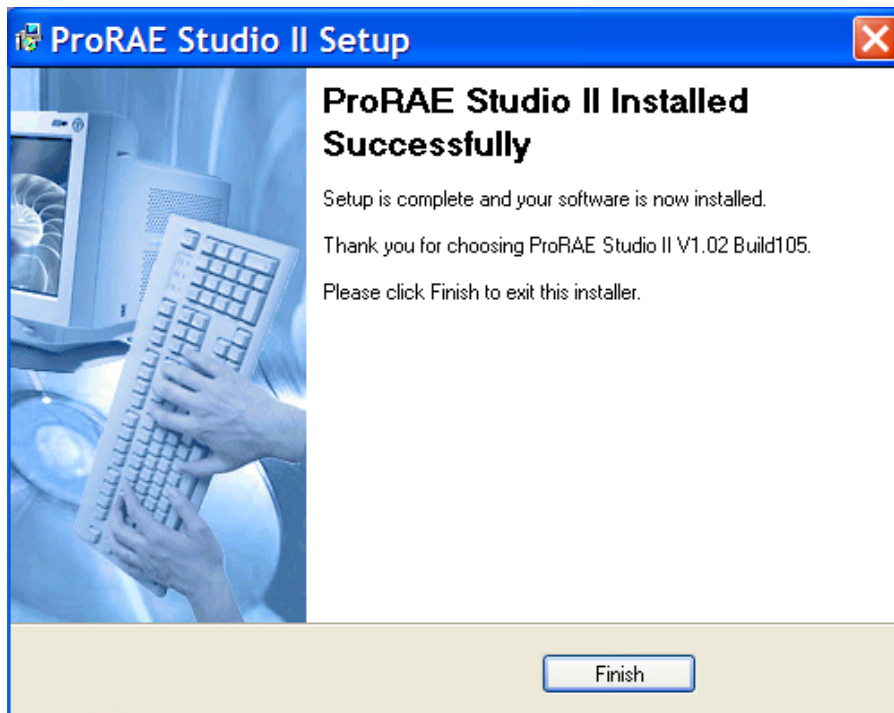 ProRAE Studio II Setup
ProRAE Studio II Installed
Successfully
Setup is complete and your software is now installed.
Thank you for choosing ProRAE Studio II V1.02 Build105.
Please click Finish to exit this installer.
Finish